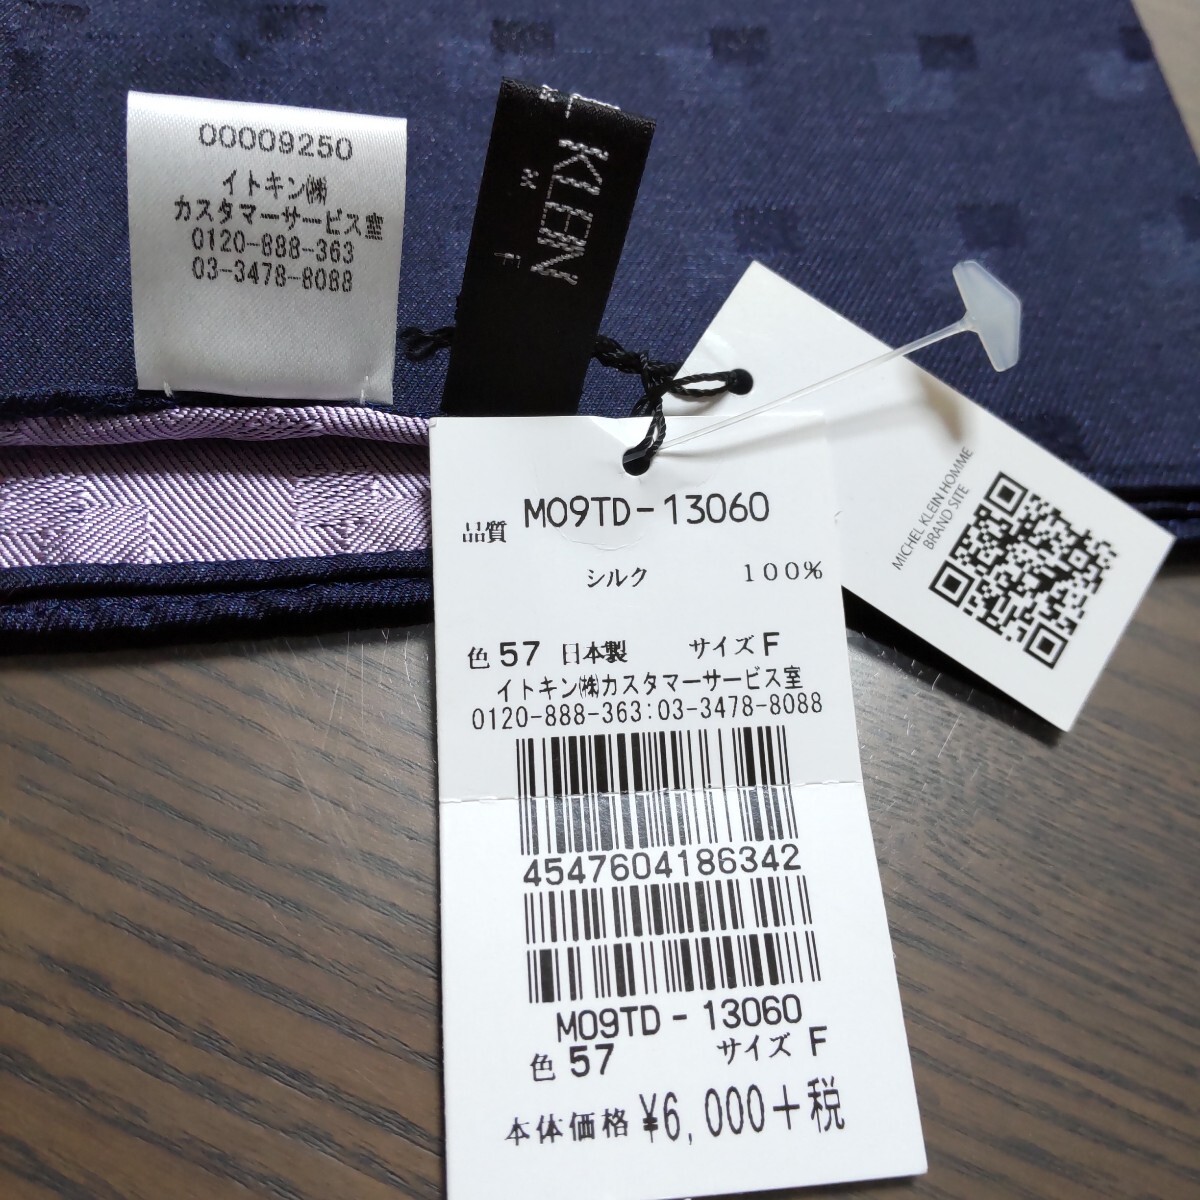 00009250
イトキン㈱
カスタマーサービス室
0120-888-363
03-3478-8088
KLEIN
F
MICHEL KLEIN HOMME
BRAND SITE
M09TD-13060
品質
シルク 100%
色 57 日本製 サイズ F
イトキン㈱カスタマーサービス室
0120-888-363:03-3478-8088
4547604186342
M09TD-13060
色 57 サイズ F
本体価格 ¥6,000+税